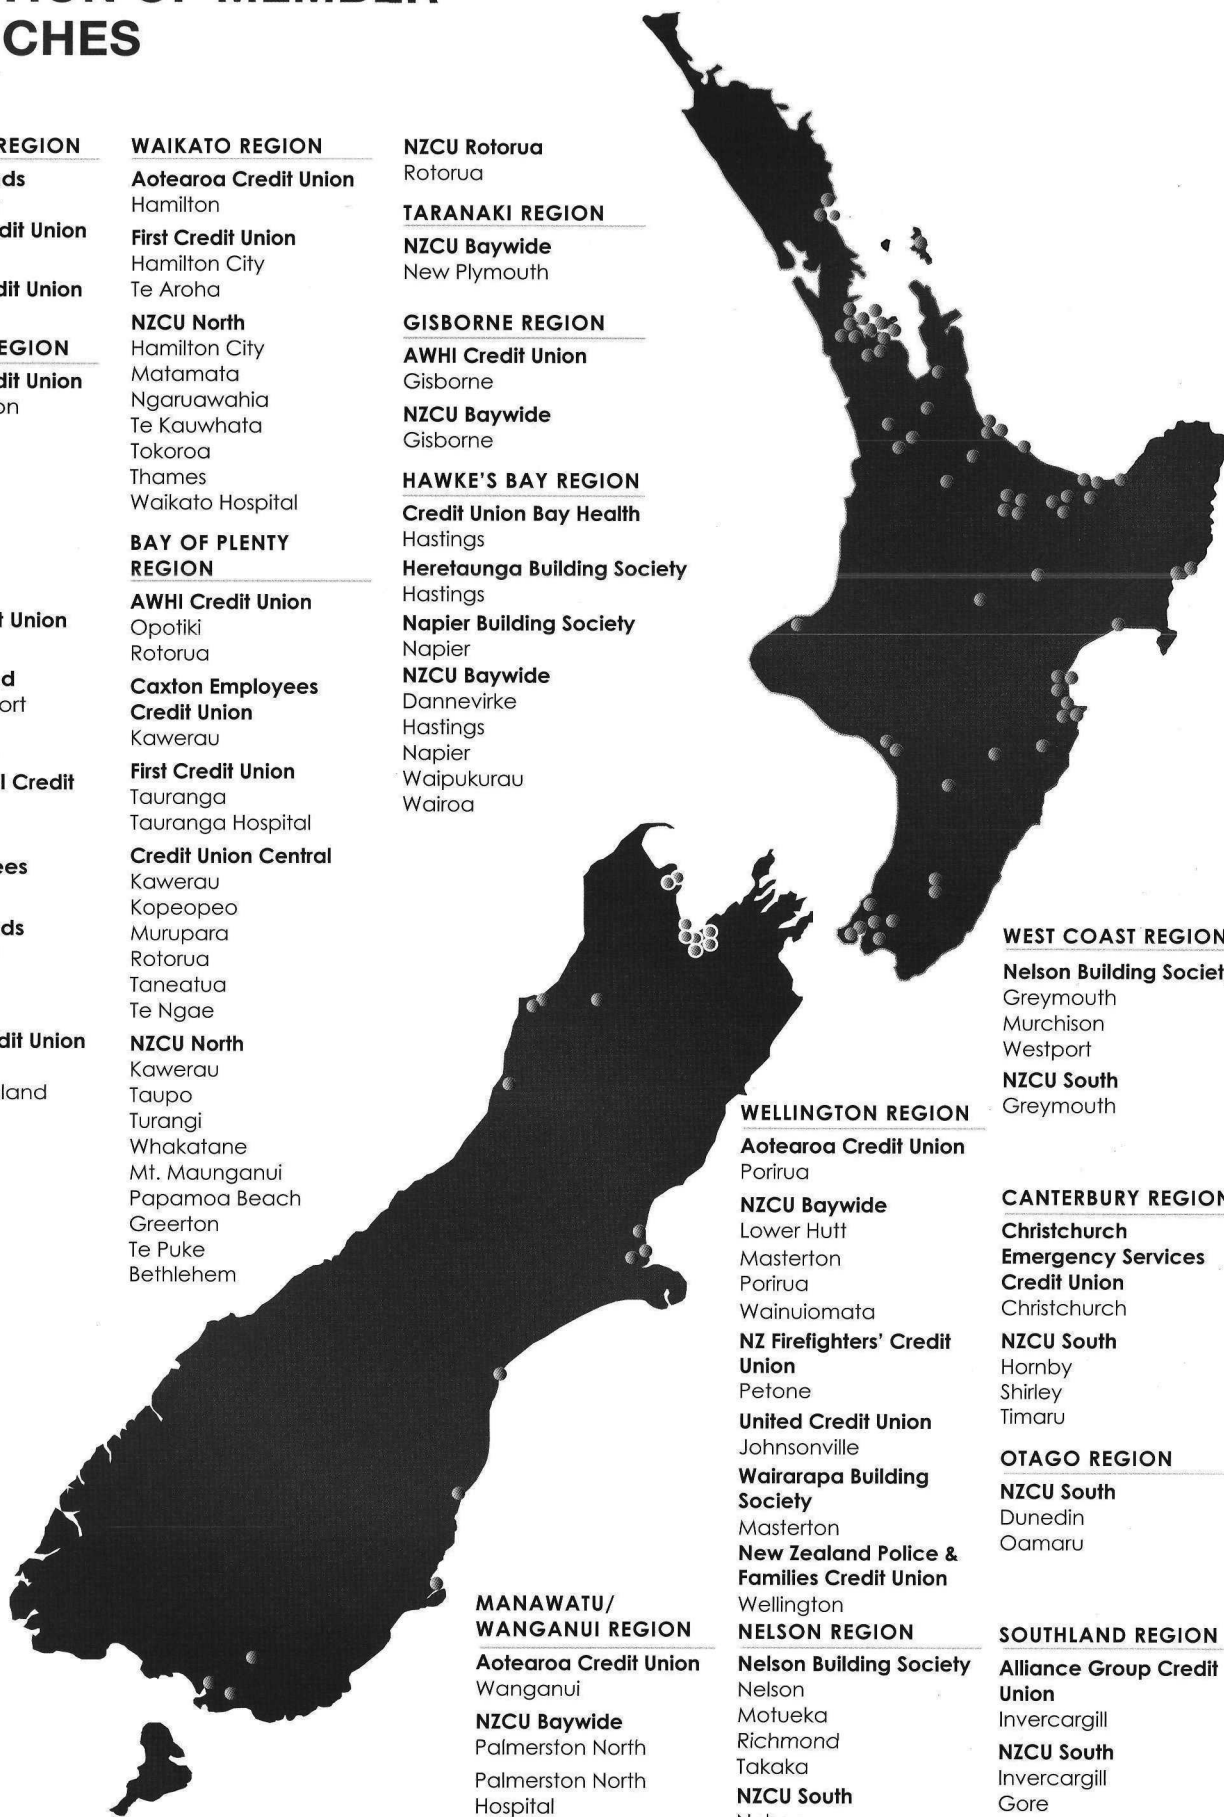 CHES
REGION
ds
dit Union
dit Union
EGION
dit Union
on
t Union
d
ort
l Credit
ees
ds
dit Union
land
WAIKATO REGION
Aotearoa Credit Union
Hamilton
First Credit Union
Hamilton City
Te Aroha
NZCU North
Hamilton City
Matamata
Ngaruawahia
Te Kauwhata
Tokoroa
Thames
Waikato Hospital
BAY OF PLENTY
REGION
AWHI Credit Union
Opotiki
Rotorua
Caxton Employees
Credit Union
Kawerau
First Credit Union
Tauranga
Tauranga Hospital
Credit Union Central
Kawerau
Kopeopeo
Murupara
Rotorua
Taneatua
Te Ngae
NZCU North
Kawerau
Taupo
Turangi
Whakatane
Mt. Maunganui
Papamoa Beach
Greerton
Te Puke
Bethlehem
NZCU Rotorua
Rotorua
TARANAKI REGION
NZCU Baywide
New Plymouth
GISBORNE REGION
AWHI Credit Union
Gisborne
NZCU Baywide
Gisborne
HAWKE'S BAY REGION
Credit Union Bay Health
Hastings
Heretaunga Building Society
Hastings
Napier Building Society
Napier
NZCU Baywide
Dannevirke
Hastings
Napier
Waipukurau
Wairoa
MANAWATU/
WANGANUI REGION
Aotearoa Credit Union
Wanganui
NZCU Baywide
Palmerston North
Palmerston North
Hospital
WELLINGTON REGION
Aotearoa Credit Union
Porirua
NZCU Baywide
Lower Hutt
Masterton
Porirua
Wainuiomata
NZ Firefighters' Credit
Union
Petone
United Credit Union
Johnsonville
Wairarapa Building
Society
Masterton
New Zealand Police &
Families Credit Union
Wellington
NELSON REGION
Nelson Building Society
Nelson
Motueka
Richmond
Takaka
NZCU South
WEST COAST REGION
Nelson Building Societ
Greymouth
Murchison
Westport
NZCU South
Greymouth
CANTERBURY REGION
Christchurch
Emergency Services
Credit Union
Christchurch
NZCU South
Hornby
Shirley
Timaru
OTAGO REGION
NZCU South
Dunedin
Oamaru
SOUTHLAND REGION
Alliance Group Credit
Union
Invercargill
NZCU South
Invercargill
Gore